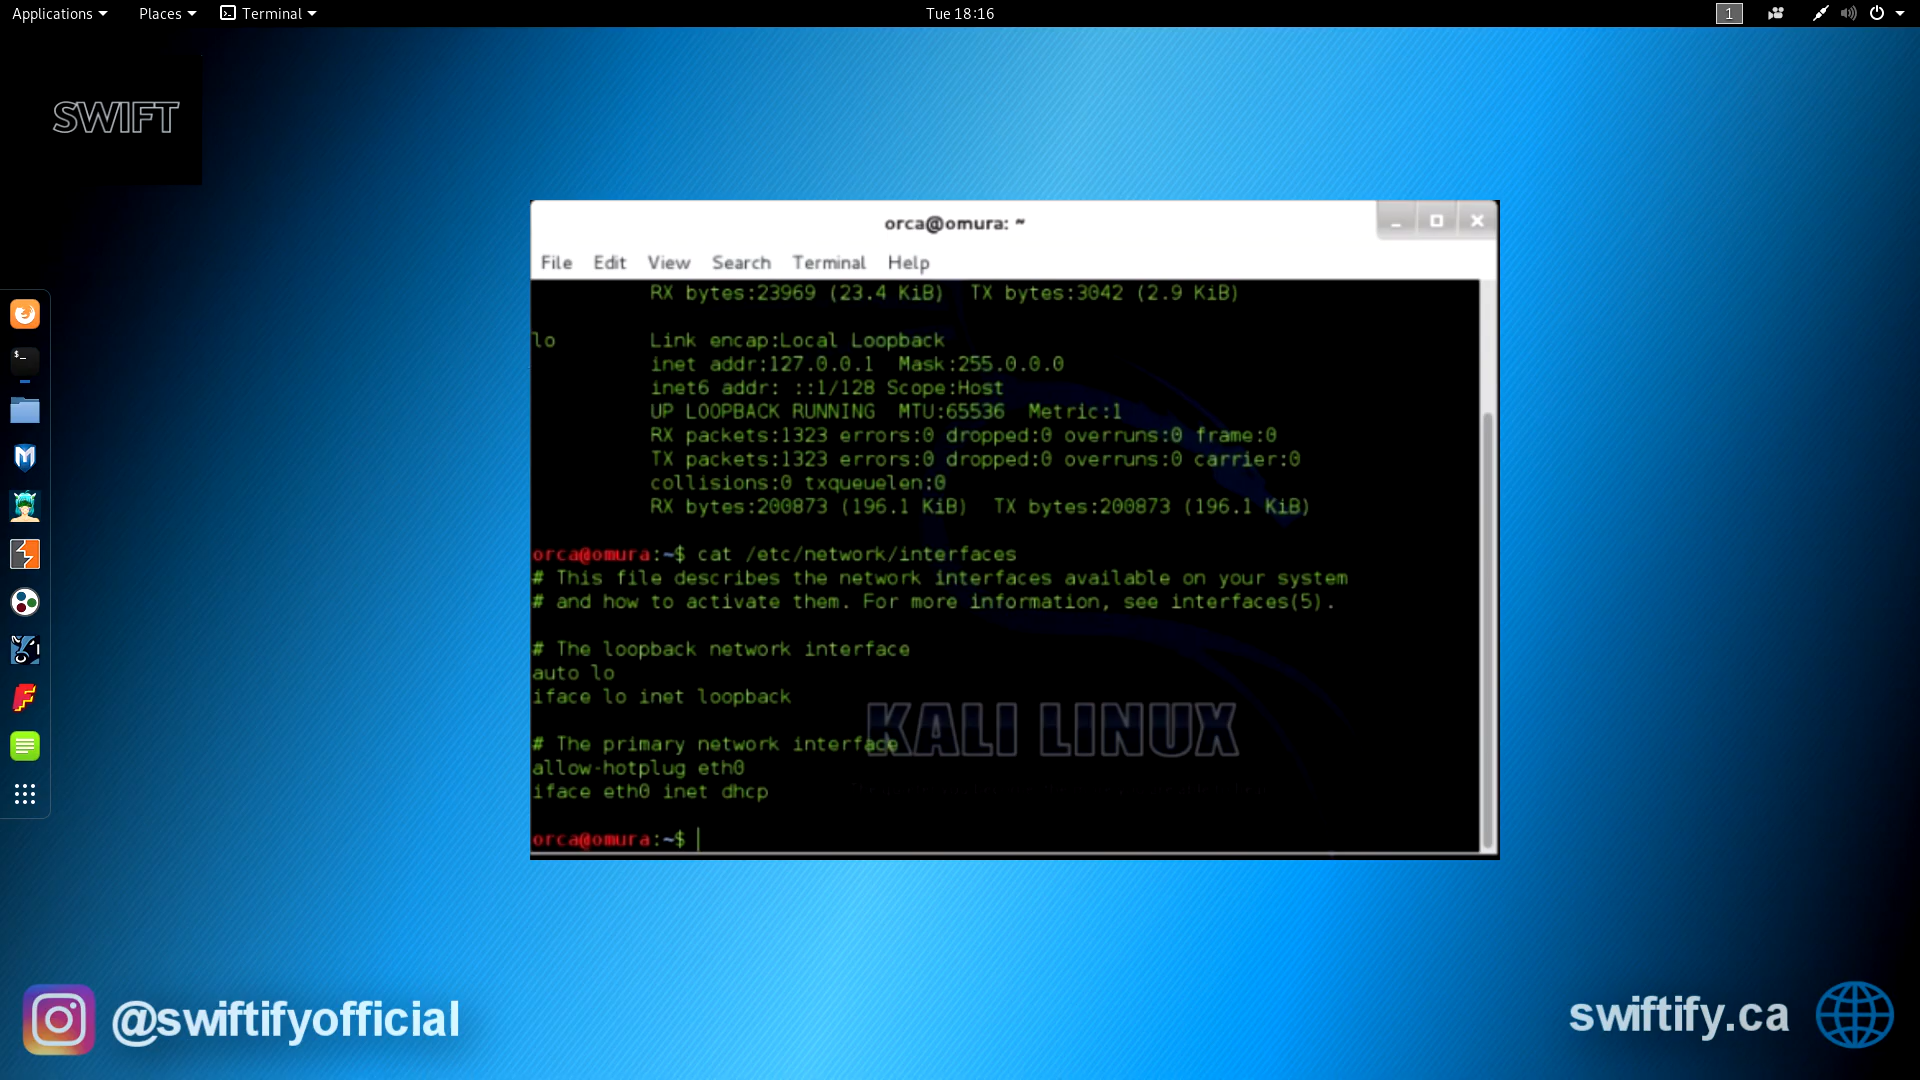 Applications Places Terminal Tue 18:16 1
SWIFT
orca@omura: ~
File Edit View Search Terminal Help
RX bytes:23969 (23.4 KiB) TX bytes:3042 (2.9 KiB)
lo Link encap:Local Loopback
inet addr:127.0.0.1 Mask:255.0.0.0
inet6 addr: ::1/128 Scope:Host
UP LOOPBACK RUNNING MTU:65536 Metric:1
RX packets:1323 errors:0 dropped:0 overruns:0 frame:0
TX packets:1323 errors:0 dropped:0 overruns:0 carrier:0
collisions:0 txqueuelen:0
RX bytes:200873 (196.1 KiB) TX bytes:200873 (196.1 KiB)
orca@omura:~$ cat /etc/network/interfaces
# This file describes the network interfaces available on your system
# and how to activate them. For more information, see interfaces(5).
# The loopback network interface
auto lo
iface lo inet loopback
# The primary network interface
allow-hotplug eth0
iface eth0 inet dhcp
orca@omura:~$
KALI LINUX
@swiftifyofficial
swiftify.ca